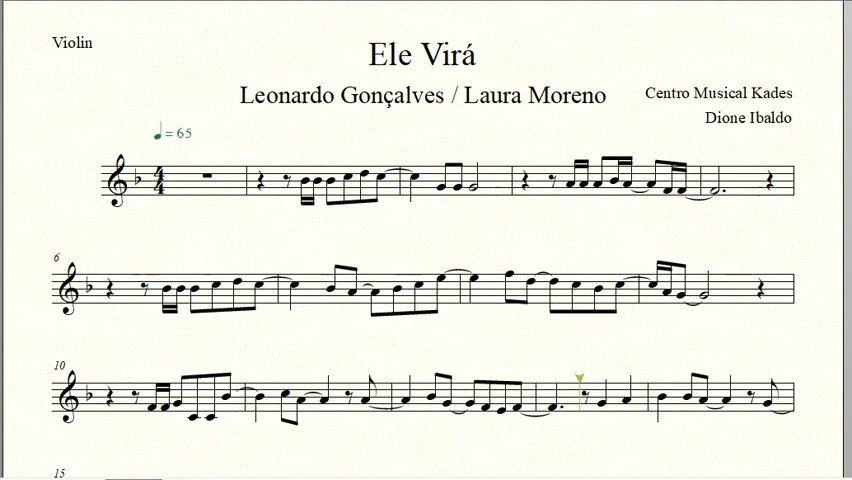 Violin
Ele Virá
Leonardo Gonçalves / Laura Moreno
Centro Musical Kades
Dione Ibaldo
= 65
4
4
6
10
15